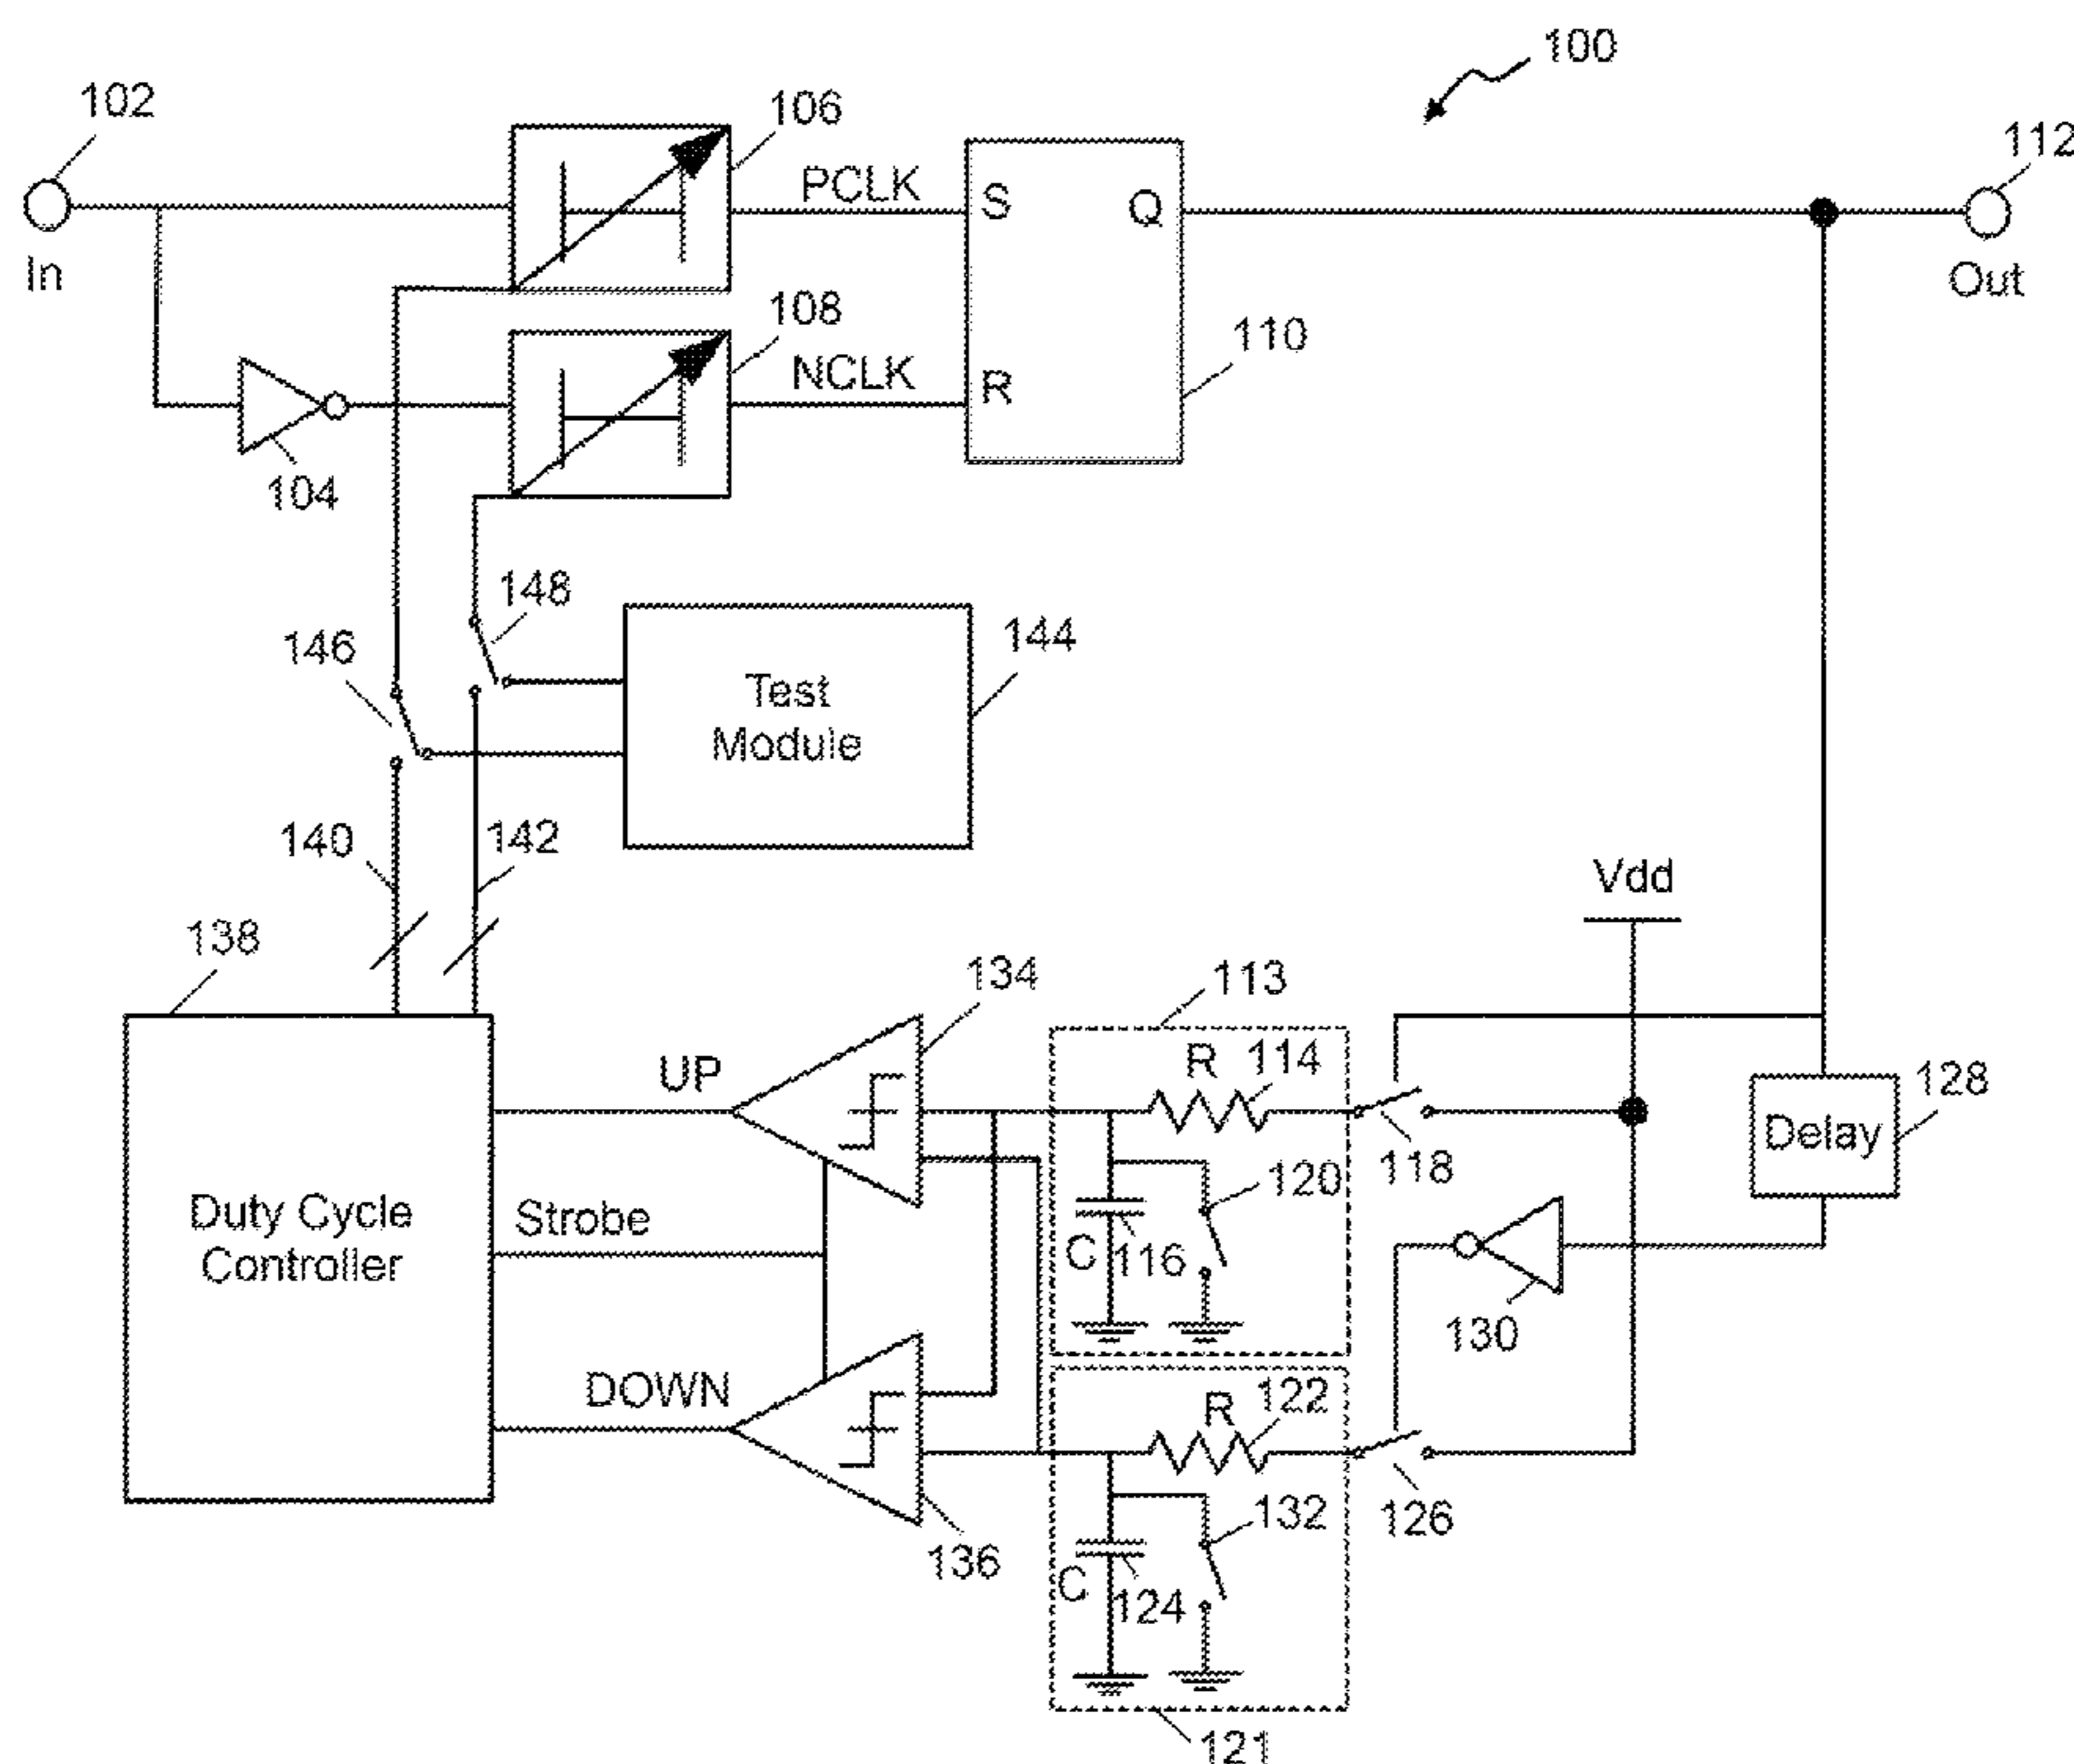 100
102
106
112
PCLK
S
Q
In
Out
108
110
NCLK
R
104
148
146
144
Test
Module
140
142
Vdd
138
134
113
R
114
128
UP
Delay
118
120
Duty Cycle
Controller
Strobe
C
116
130
DOWN
R
122
126
132
136
C
124
121